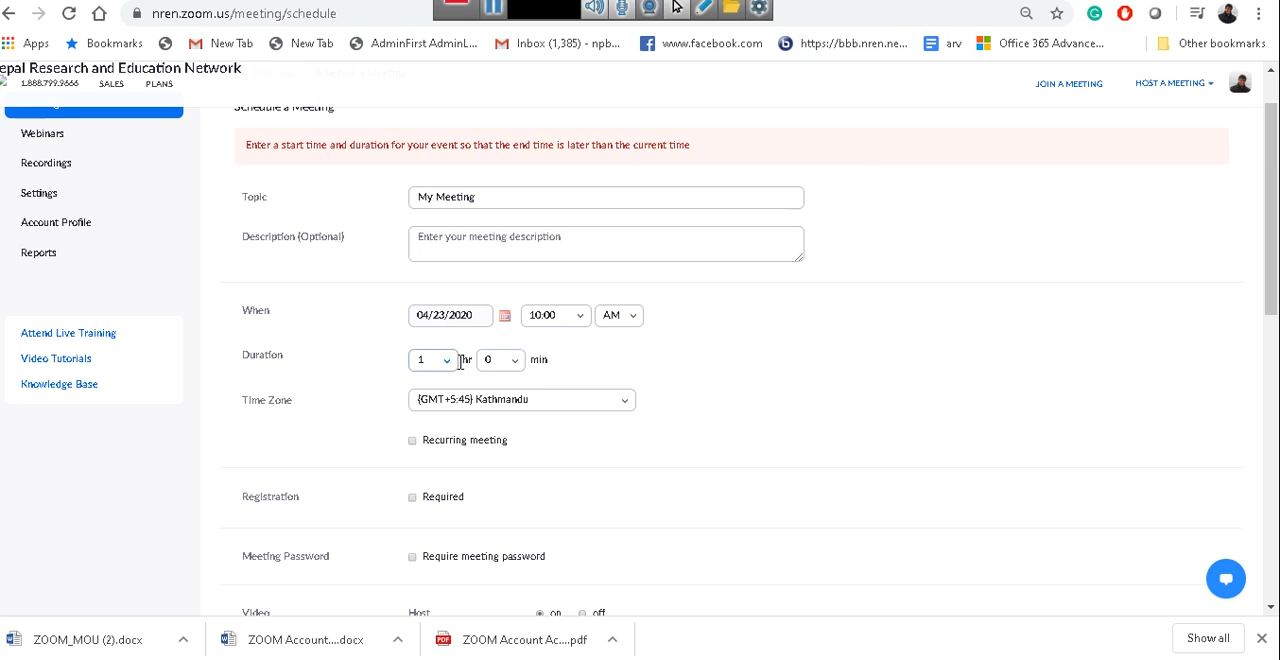 nren.zoom.us/meeting/schedule
Apps Bookmarks New Tab New Tab AdminFirst AdminL... Inbox (1,385) - npb... www.facebook.com https://bbb.nren.ne... arv Office 365 Advance... Other bookmarks
epal Research and Education Network
1.888.799.9666 SALES PLANS JOIN A MEETING HOST A MEETING
Schedule a Meeting
Webinars
Recordings
Settings
Account Profile
Reports
Attend Live Training
Video Tutorials
Knowledge Base
Enter a start time and duration for your event so that the end time is later than the current time
Topic My Meeting
Description (Optional) Enter your meeting description
When 04/23/2020 10:00 AM
Duration 1 hr 0 min
Time Zone (GMT+5:45) Kathmandu
Recurring meeting
Registration Required
Meeting Password Require meeting password
Video Host on off
ZOOM_MOU (2).docx ZOOM Account....docx ZOOM Account Ac....pdf Show all